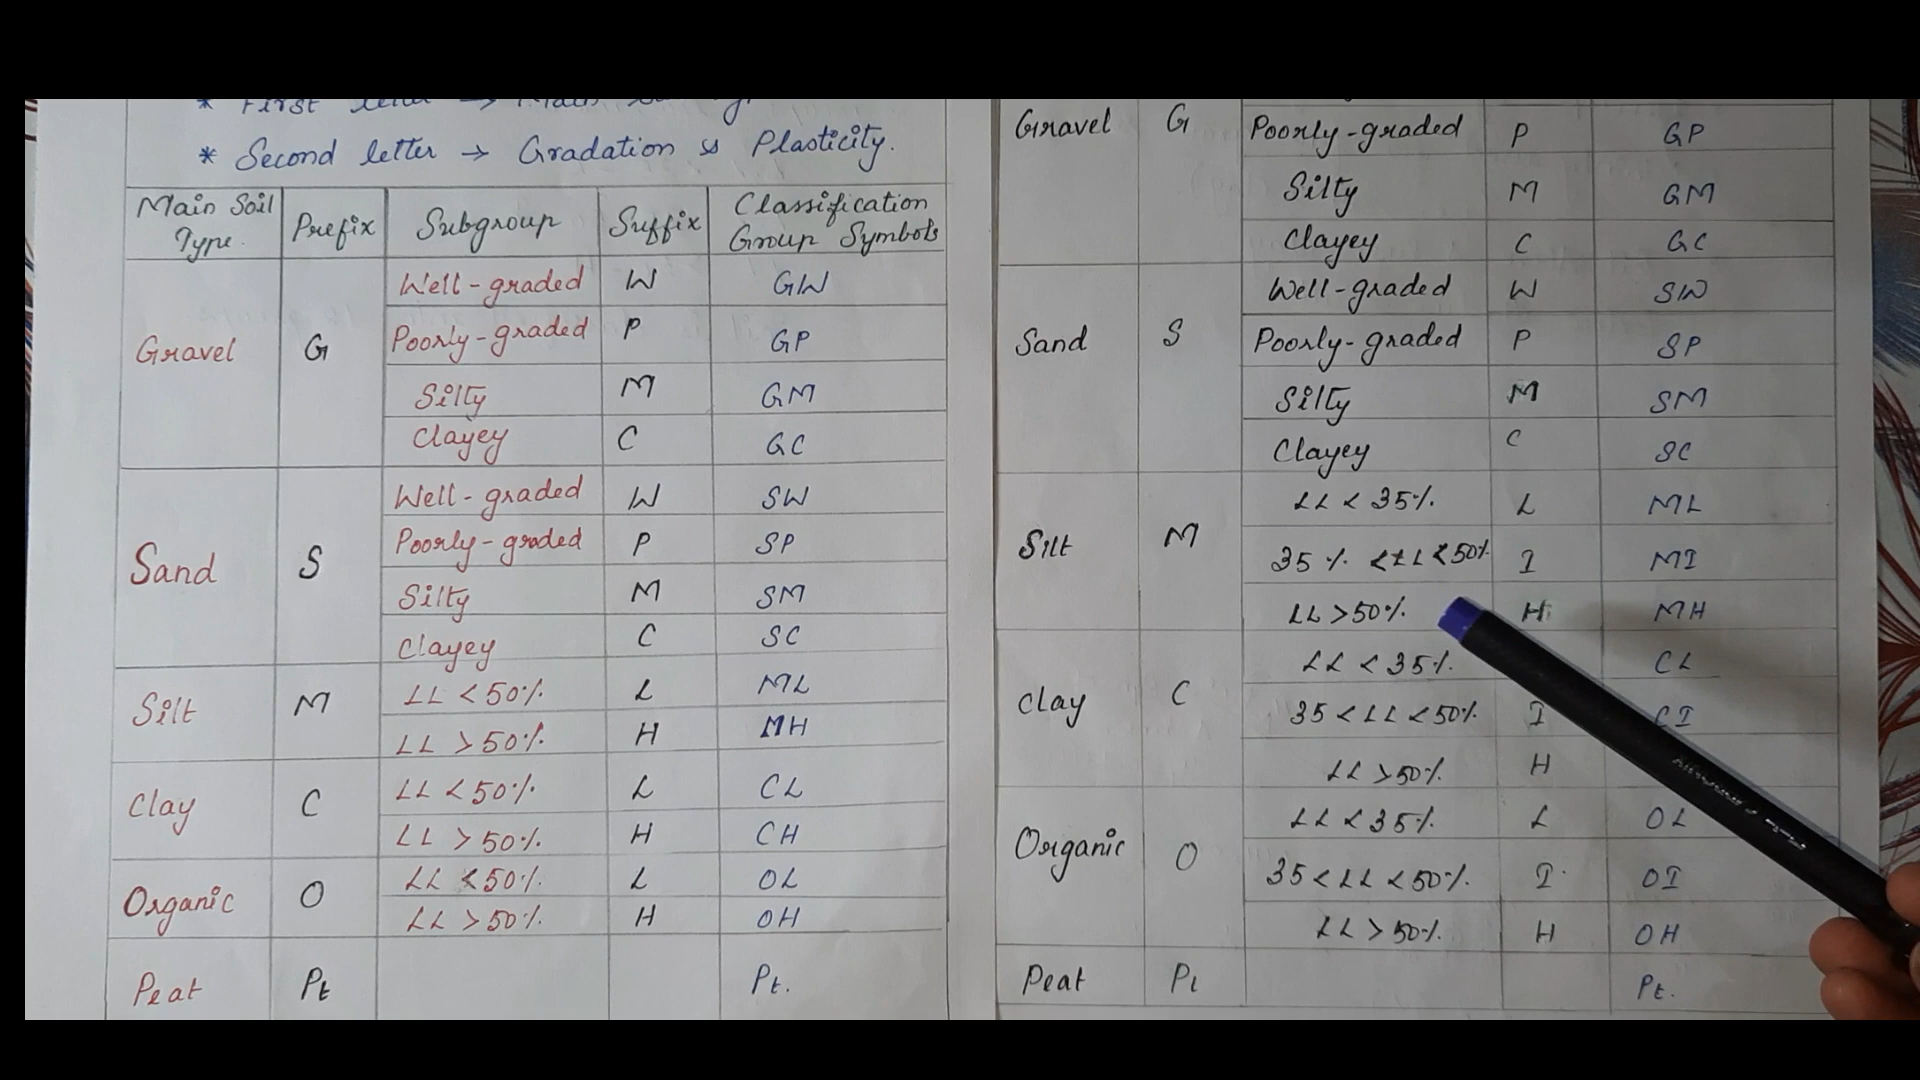 * First letter → Main
* Second letter → Gradation & Plasticity.
Main Soil Type. Prefix Subgroup Suffix Classification Group Symbols
Gravel G Well-graded W GW
Poorly-graded P GP
Silty M GM
Clayey C GC
Sand S Well-graded W SW
Poorly-graded P SP
Silty M SM
Clayey C SC
Silt M LL < 50% L ML
LL > 50% H MH
Clay C LL < 50% L CL
LL > 50% H CH
Organic O LL < 50% L OL
LL > 50% H OH
Peat Pt Pt.
Gravel G Poorly-graded P GP
Silty M GM
Clayey C GC
Sand S Well-graded W SW
Poorly-graded P SP
Silty M SM
Clayey C SC
Silt M LL < 35% L ML
35% < LL < 50% I MI
LL > 50% H MH
Clay C LL < 35% L CL
35 < LL < 50% I CI
LL > 50% H
Organic O LL < 35% L OL
35 < LL < 50% I OI
LL > 50% H OH
Peat Pt Pt.